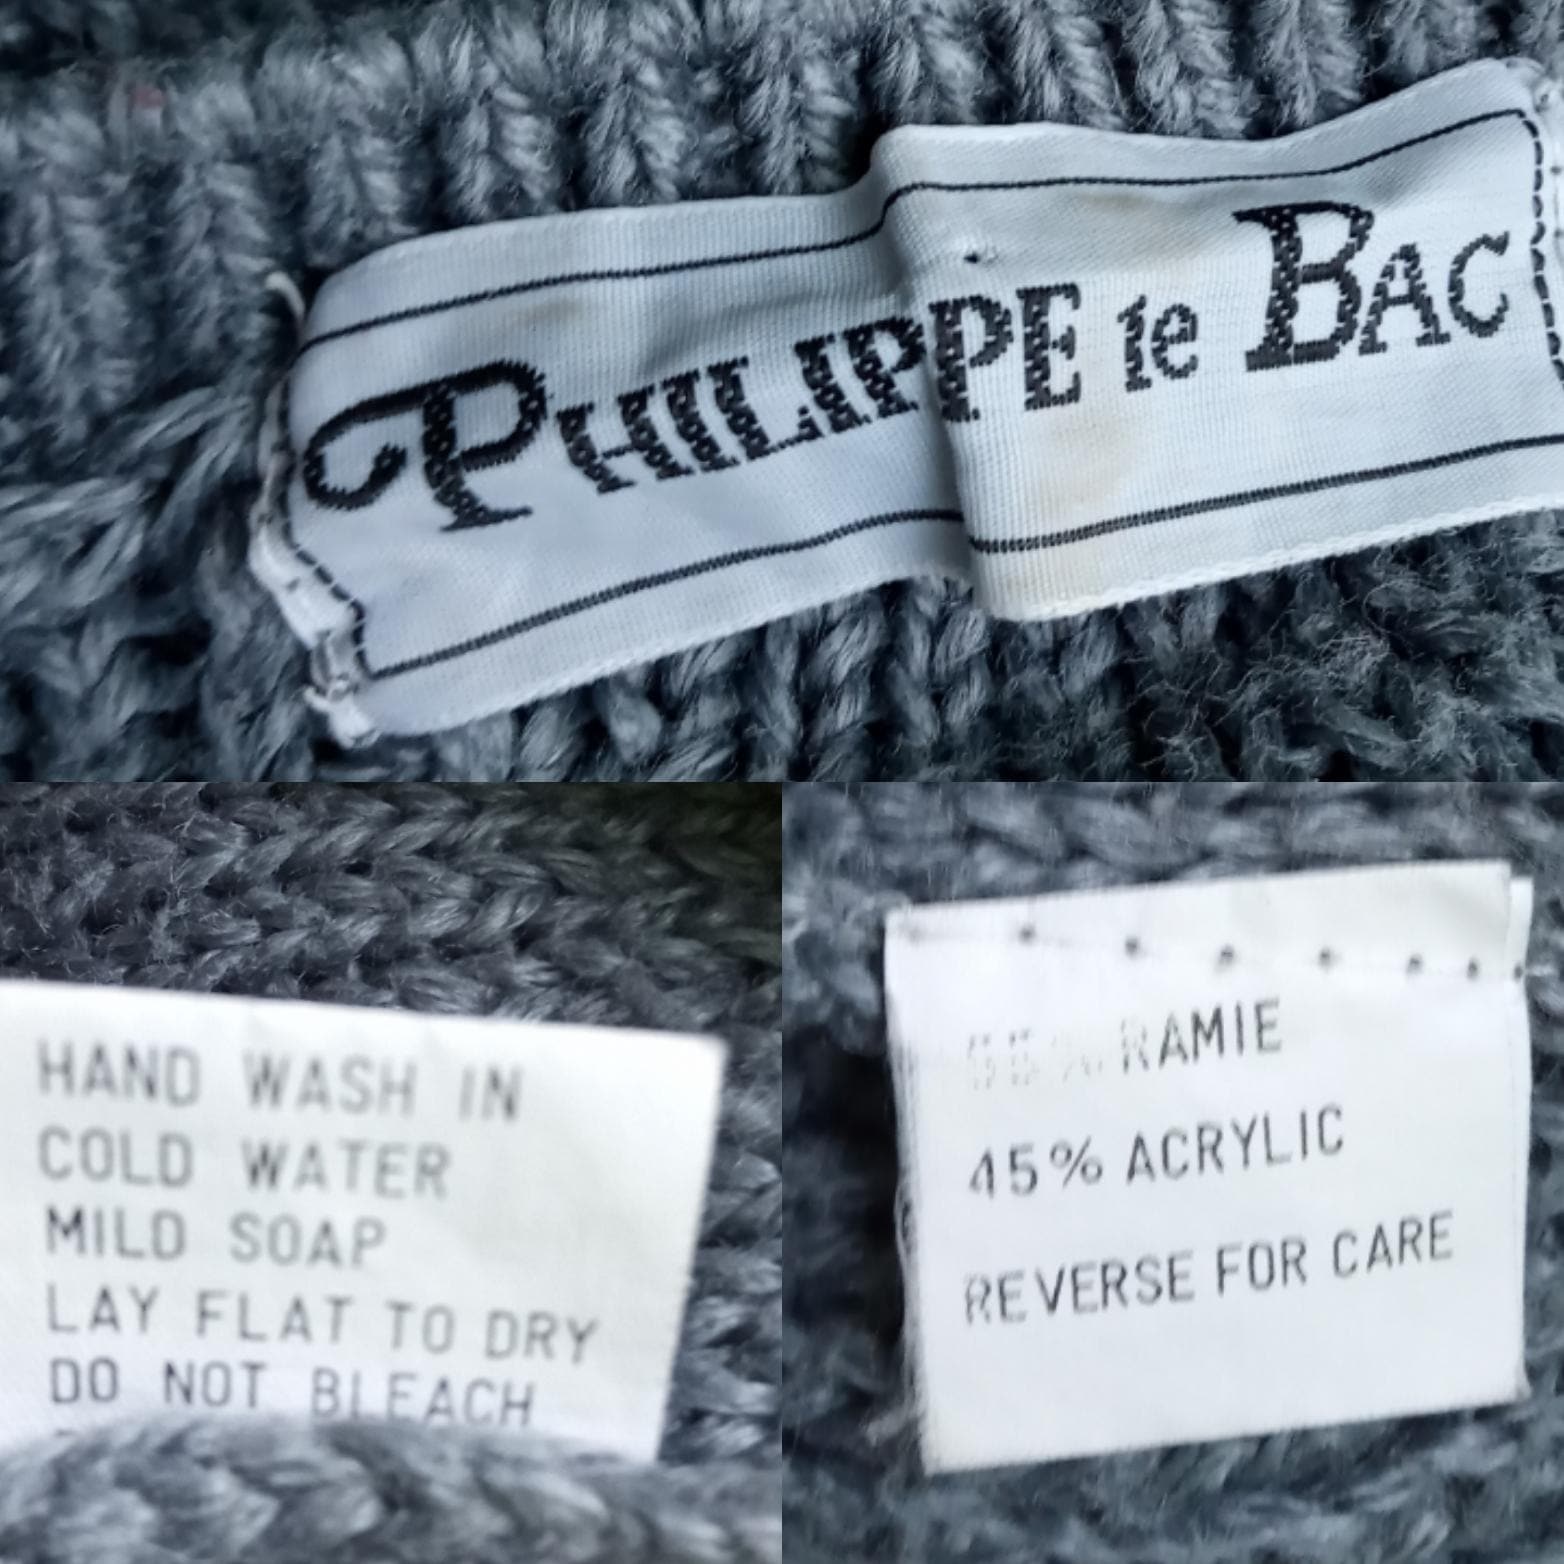 PHILIPPE le BAC
HAND WASH IN
COLD WATER
MILD SOAP
LAY FLAT TO DRY
DO NOT BLEACH
55% RAMIE
45% ACRYLIC
REVERSE FOR CARE